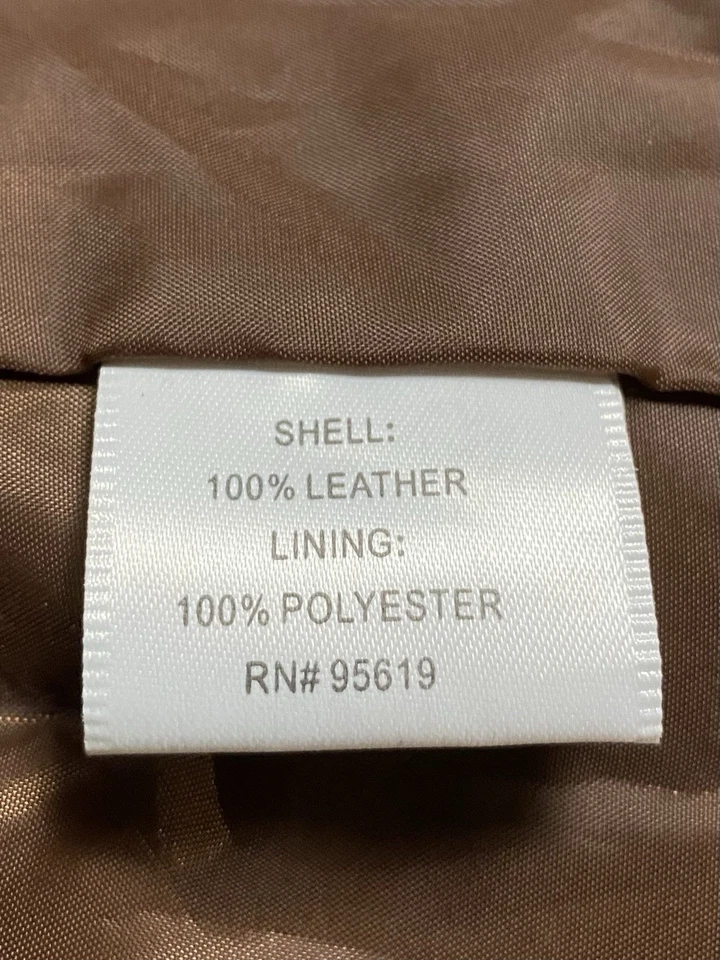 SHELL:
100% LEATHER
LINING:
100% POLYESTER
RN# 95619